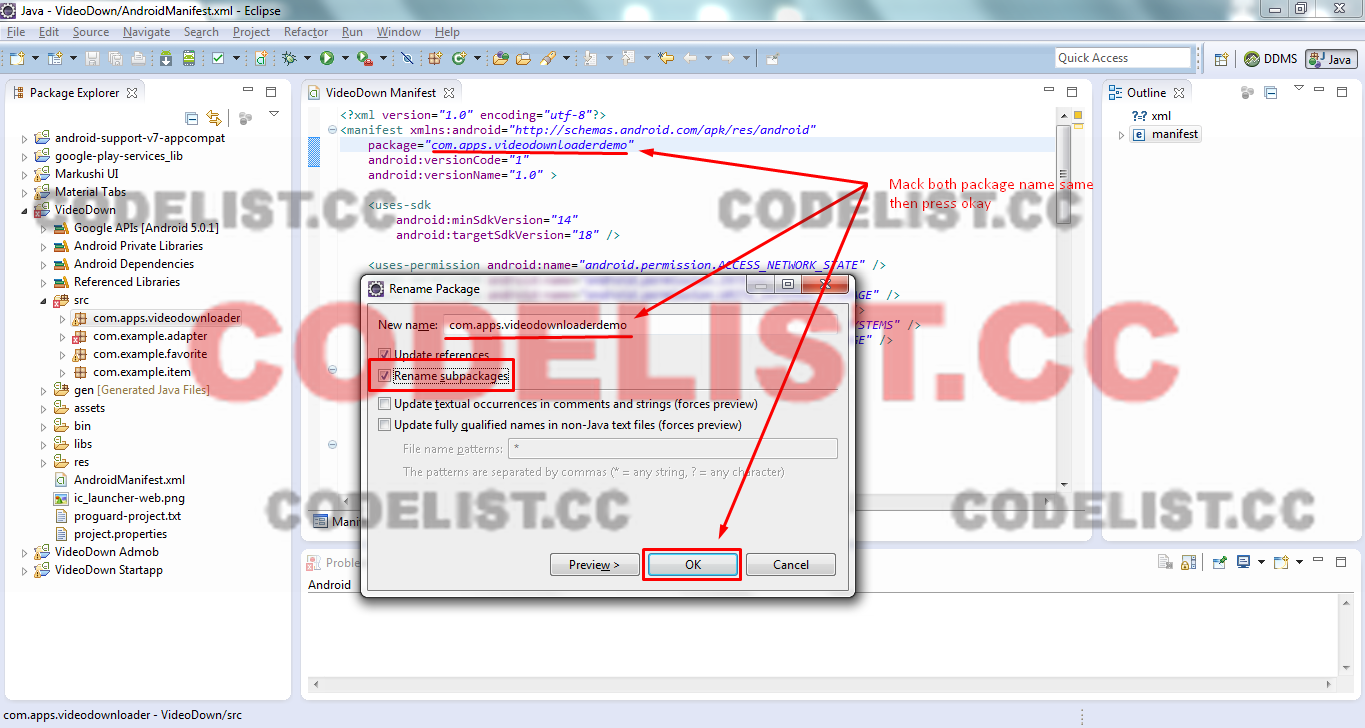 Java - VideoDown/AndroidManifest.xml - Eclipse
File Edit Source Navigate Search Project Refactor Run Window Help
Quick Access
DDMS
Java
Package Explorer
android-support-v7-appcompat
google-play-services_lib
Markushi UI
Material Tabs
VideoDown
Google APIs [Android 5.0.1]
Android Private Libraries
Android Dependencies
Referenced Libraries
src
com.apps.videodownloader
com.example.adapter
com.example.favorite
com.example.item
gen [Generated Java Files]
assets
bin
libs
res
AndroidManifest.xml
ic_launcher-web.png
proguard-project.txt
project.properties
VideoDown Admob
VideoDown Startapp
VideoDown Manifest
<?xml version="1.0" encoding="utf-8"?>
<manifest xmlns:android="http://schemas.android.com/apk/res/android"
package="com.apps.videodownloaderdemo"
android:versionCode="1"
android:versionName="1.0" >
<uses-sdk
android:minSdkVersion="14"
android:targetSdkVersion="18" />
<uses-permission android:name="android.permission.ACCESS_NETWORK_STATE" />
Mack both package name same
then press okay
Outline
xml
manifest
Rename Package
New name: com.apps.videodownloaderdemo
Update references
Rename subpackages
Update textual occurrences in comments and strings (forces preview)
Update fully qualified names in non-Java text files (forces preview)
File name patterns: *
The patterns are separated by commas (* = any string, ? = any character)
Preview >
OK
Cancel
Android
com.apps.videodownloader - VideoDown/src
CODELIST.CC
CODELIST.CC
CODELIST.CC
CODELIST.CC
CODELIST.CC